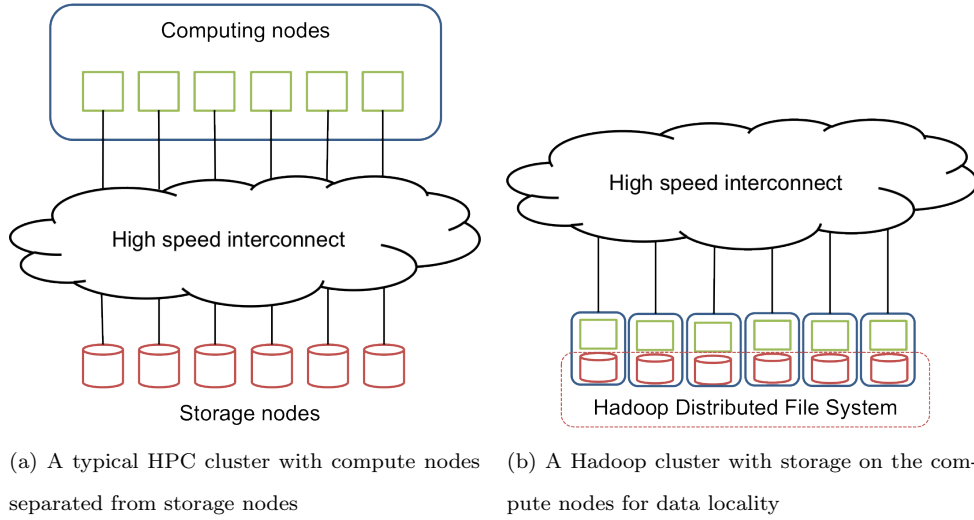 Computing nodes
High speed interconnect
Storage nodes
(a) A typical HPC cluster with compute nodes
separated from storage nodes
High speed interconnect
Hadoop Distributed File System
(b) A Hadoop cluster with storage on the com-
pute nodes for data locality